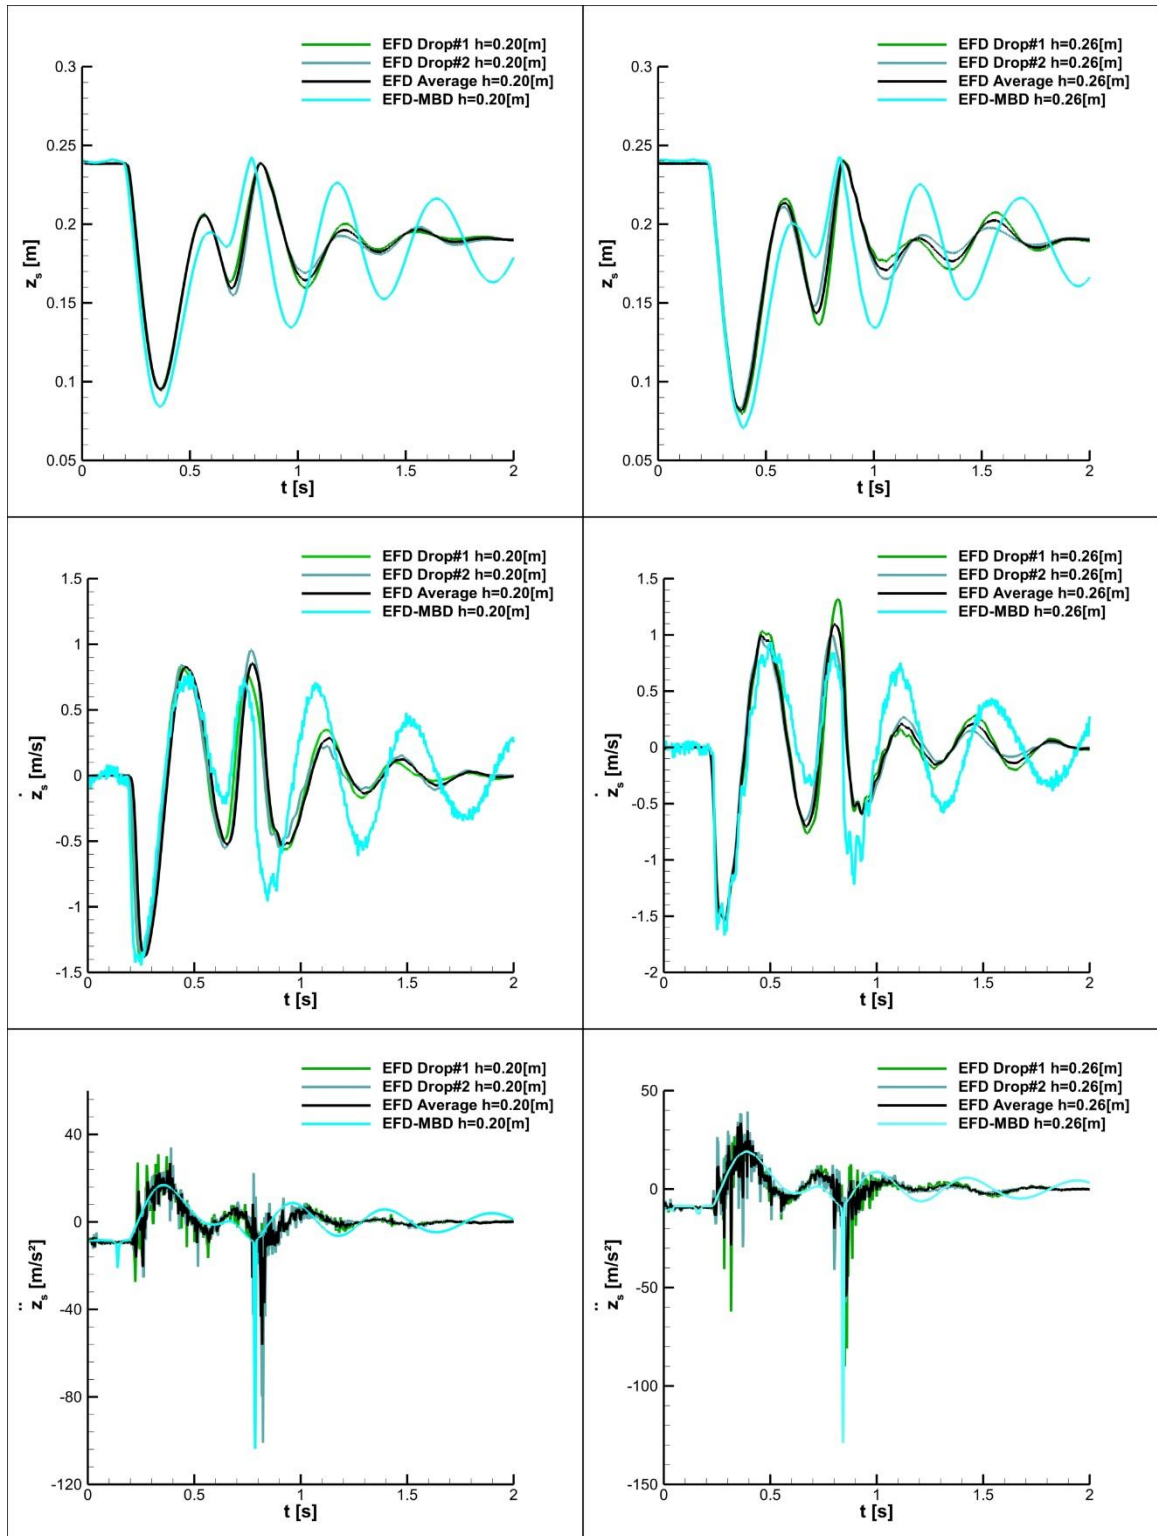 EFD Drop#1 h=0.20[m]
EFD Drop#2 h=0.20[m]
EFD Average h=0.20[m]
EFD-MBD h=0.20[m]
0.3
0.25
0.2
0.15
0.1
0.05
zs [m]
0 0.5 1 1.5 2
t [s]
EFD Drop#1 h=0.26[m]
EFD Drop#2 h=0.26[m]
EFD Average h=0.26[m]
EFD-MBD h=0.26[m]
0.3
0.25
0.2
0.15
0.1
0.05
zs [m]
0 0.5 1 1.5 2
t [s]
EFD Drop#1 h=0.20[m]
EFD Drop#2 h=0.20[m]
EFD Average h=0.20[m]
EFD-MBD h=0.20[m]
1.5
1
0.5
0
-0.5
-1
-1.5
żs [m/s]
0 0.5 1 1.5 2
t [s]
EFD Drop#1 h=0.26[m]
EFD Drop#2 h=0.26[m]
EFD Average h=0.26[m]
EFD-MBD h=0.26[m]
1.5
1
0.5
0
-0.5
-1
-1.5
-2
żs [m/s]
0 0.5 1 1.5 2
t [s]
EFD Drop#1 h=0.20[m]
EFD Drop#2 h=0.20[m]
EFD Average h=0.20[m]
EFD-MBD h=0.20[m]
40
0
-40
-80
-120
z̈s [m/s²]
0 0.5 1 1.5 2
t [s]
EFD Drop#1 h=0.26[m]
EFD Drop#2 h=0.26[m]
EFD Average h=0.26[m]
EFD-MBD h=0.26[m]
50
0
-50
-100
-150
z̈s [m/s²]
0 0.5 1 1.5 2
t [s]